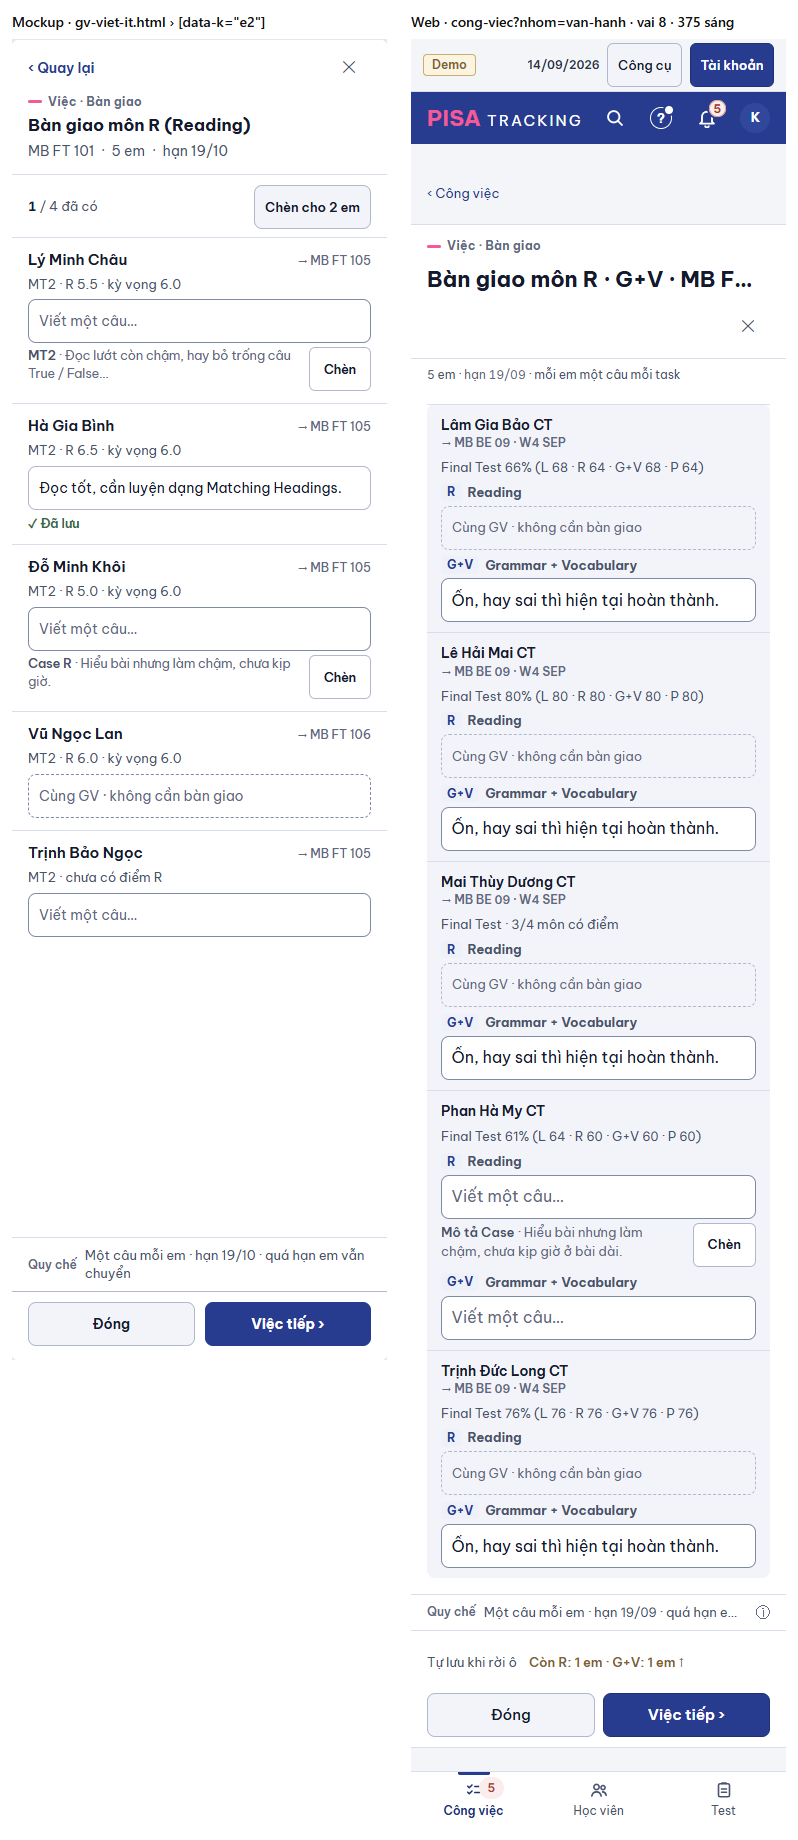 Mockup · gv-viet-it.html › [data-k="e2"]
‹ Quay lại
Việc · Bàn giao
Bàn giao môn R (Reading)
MB FT 101 · 5 em · hạn 19/10
1 / 4 đã có
Chèn cho 2 em
Lý Minh Châu
→ MB FT 105
MT2 · R 5.5 · kỳ vọng 6.0
Viết một câu...
MT2 · Đọc lướt còn chậm, hay bỏ trống câu
True / False...
Chèn
Hà Gia Bình
→ MB FT 105
MT2 · R 6.5 · kỳ vọng 6.0
Đọc tốt, cần luyện dạng Matching Headings.
✓ Đã lưu
Đỗ Minh Khôi
→ MB FT 105
MT2 · R 5.0 · kỳ vọng 6.0
Viết một câu...
Case R · Hiểu bài nhưng làm chậm, chưa kịp
giờ.
Chèn
Vũ Ngọc Lan
→ MB FT 106
MT2 · R 6.0 · kỳ vọng 6.0
Cùng GV · không cần bàn giao
Trịnh Bảo Ngọc
→ MB FT 105
MT2 · chưa có điểm R
Viết một câu...
Quy chế
Một câu mỗi em · hạn 19/10 · quá hạn em vẫn
chuyển
Đóng
Việc tiếp ›
Web · cong-viec?nhom=van-hanh · vai 8 · 375 sáng
Demo
14/09/2026
Công cụ
Tài khoản
PISA TRACKING
?
5
K
‹ Công việc
Việc · Bàn giao
Bàn giao môn R · G+V · MB F...
5 em · hạn 19/09 · mỗi em một câu mỗi task
Lâm Gia Bảo CT
→ MB BE 09 · W4 SEP
Final Test 66% (L 68 · R 64 · G+V 68 · P 64)
R Reading
Cùng GV · không cần bàn giao
G+V Grammar + Vocabulary
Ổn, hay sai thì hiện tại hoàn thành.
Lê Hải Mai CT
→ MB BE 09 · W4 SEP
Final Test 80% (L 80 · R 80 · G+V 80 · P 80)
R Reading
Cùng GV · không cần bàn giao
G+V Grammar + Vocabulary
Ổn, hay sai thì hiện tại hoàn thành.
Mai Thùy Dương CT
→ MB BE 09 · W4 SEP
Final Test · 3/4 môn có điểm
R Reading
Cùng GV · không cần bàn giao
G+V Grammar + Vocabulary
Ổn, hay sai thì hiện tại hoàn thành.
Phan Hà My CT
Final Test 61% (L 64 · R 60 · G+V 60 · P 60)
R Reading
Viết một câu...
Mô tả Case · Hiểu bài nhưng làm
chậm, chưa kịp giờ ở bài dài.
Chèn
G+V Grammar + Vocabulary
Viết một câu...
Trịnh Đức Long CT
→ MB BE 09 · W4 SEP
Final Test 76% (L 76 · R 76 · G+V 76 · P 76)
R Reading
Cùng GV · không cần bàn giao
G+V Grammar + Vocabulary
Ổn, hay sai thì hiện tại hoàn thành.
Quy chế Một câu mỗi em · hạn 19/09 · quá hạn e...
Tự lưu khi rời ô Còn R: 1 em · G+V: 1 em ↑
Đóng
Việc tiếp ›
5
Công việc
Học viên
Test